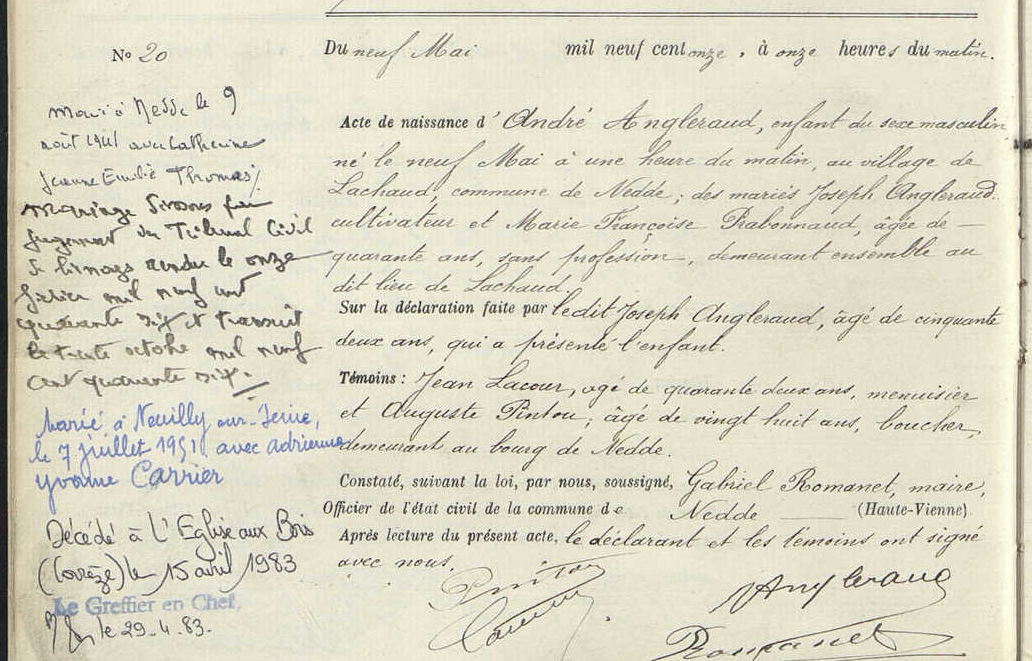 N° 20
Du neuf Mai mil neuf cent onze, à onze heures du matin.
Acte de naissance d'André Angleraud, enfant du sexe masculin,
né le neuf Mai à une heure du matin, au village de
Lachaud, commune de Nedde; des mariés Joseph Angleraud.
cultivateur et Marie Françoise Prabonnaud, âgée de —
quarante ans, sans profession, demeurant ensemble au
dit lieu de Lachaud.
Sur la déclaration faite par le dit Joseph Angleraud, âgé de cinquante
deux ans, qui a présenté l'enfant.
Témoins : Jean Lacour, agé de quarante deux ans, menuisier
et Auguste Pintou, âgé de vingt huit ans, boucher,
demeurant au bourg de Nedde.
Constaté, suivant la loi, par nous, soussigné, Gabriel Romanet, maire,
Officier de l'état civil de la commune de Nedde (Haute-Vienne)
Après lecture du présent acte, le déclarant et les témoins ont signé
avec nous.
Pintou
Angleraud
Lacour
Romanet
Marié à Nedde le 9
août 1941 avec Catherine
Jeanne Emilie Thomas/.
Mariage dissous par
jugement du Tribunal Civil
de Limoges rendu le onze
mil neuf cent
quarante six et transcrit
le trente octobre mil neuf
cent quarante six.
Marié à Neuilly sur Seine,
le 7 juillet 1951 avec Adrienne
Yvonne Carrier
Décédé à L'Eglise aux Bois
(Corrèze) le 15 avril 1983
Le Greffier en Chef,
le 29.4.83.